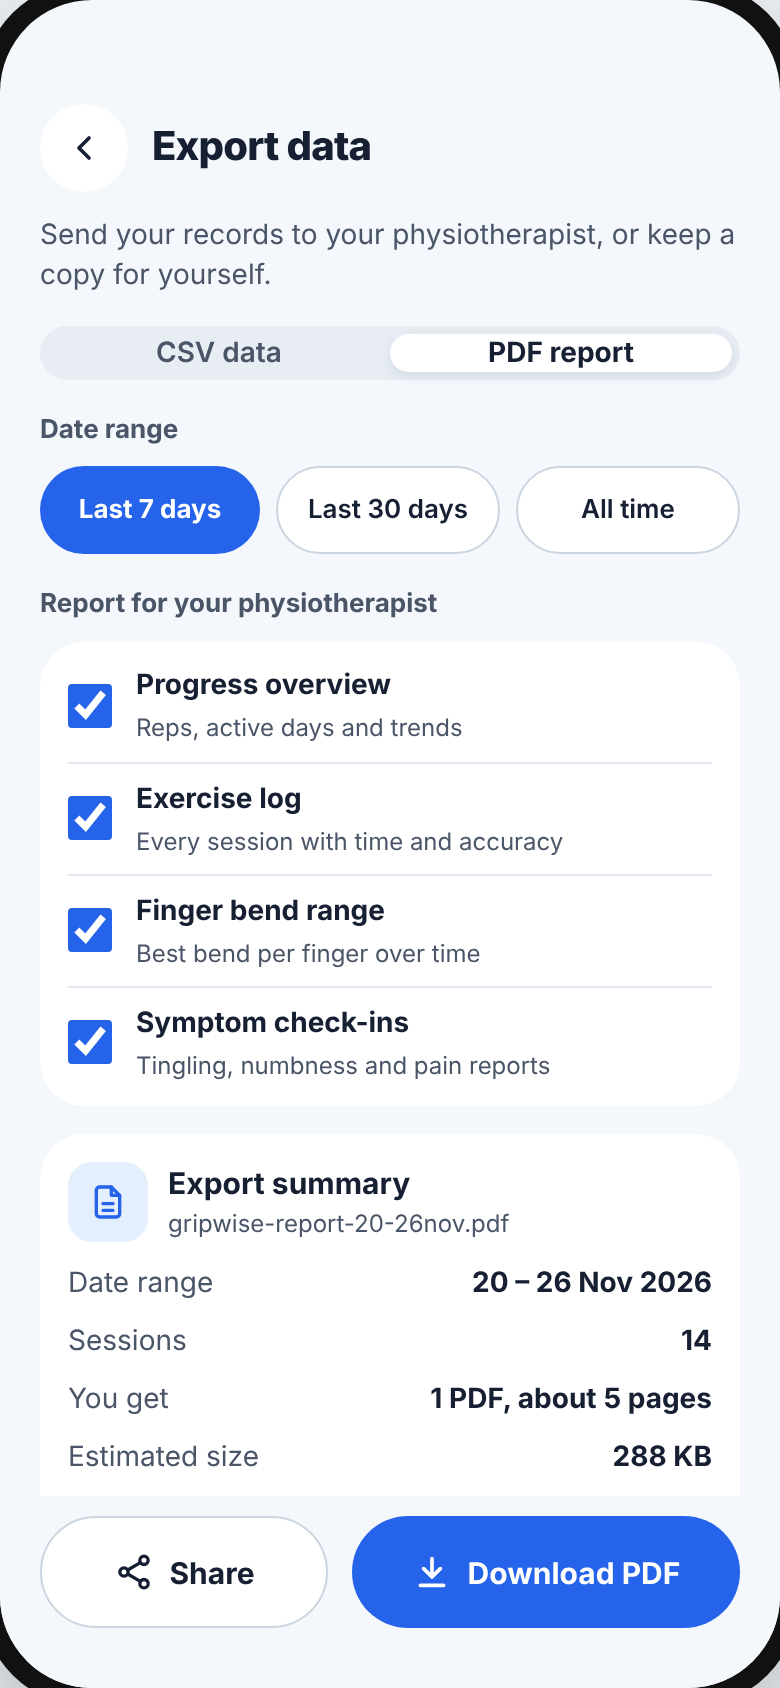 Export data
Send your records to your physiotherapist, or keep a
copy for yourself.
CSV data
PDF report
Date range
Last 7 days
Last 30 days
All time
Report for your physiotherapist
Progress overview
Reps, active days and trends
Exercise log
Every session with time and accuracy
Finger bend range
Best bend per finger over time
Symptom check-ins
Tingling, numbness and pain reports
Export summary
gripwise-report-20-26nov.pdf
Date range
20 – 26 Nov 2026
Sessions
14
You get
1 PDF, about 5 pages
Estimated size
288 KB
Share
Download PDF